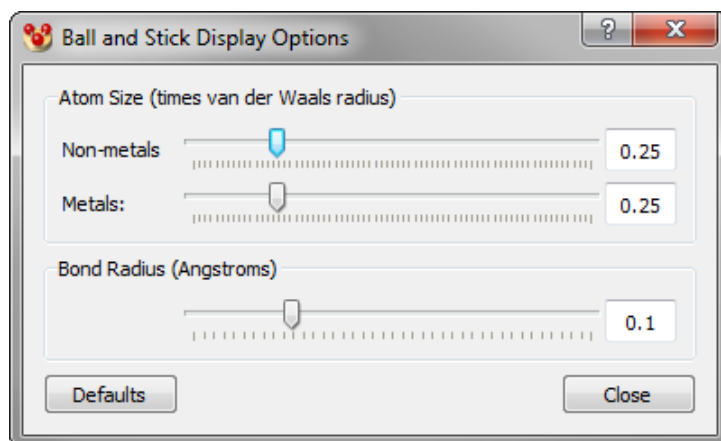 Ball and Stick Display Options
?
Atom Size (times van der Waals radius)
Non-metals 0.25
Metals: 0.25
Bond Radius (Angstroms)
0.1
Defaults Close